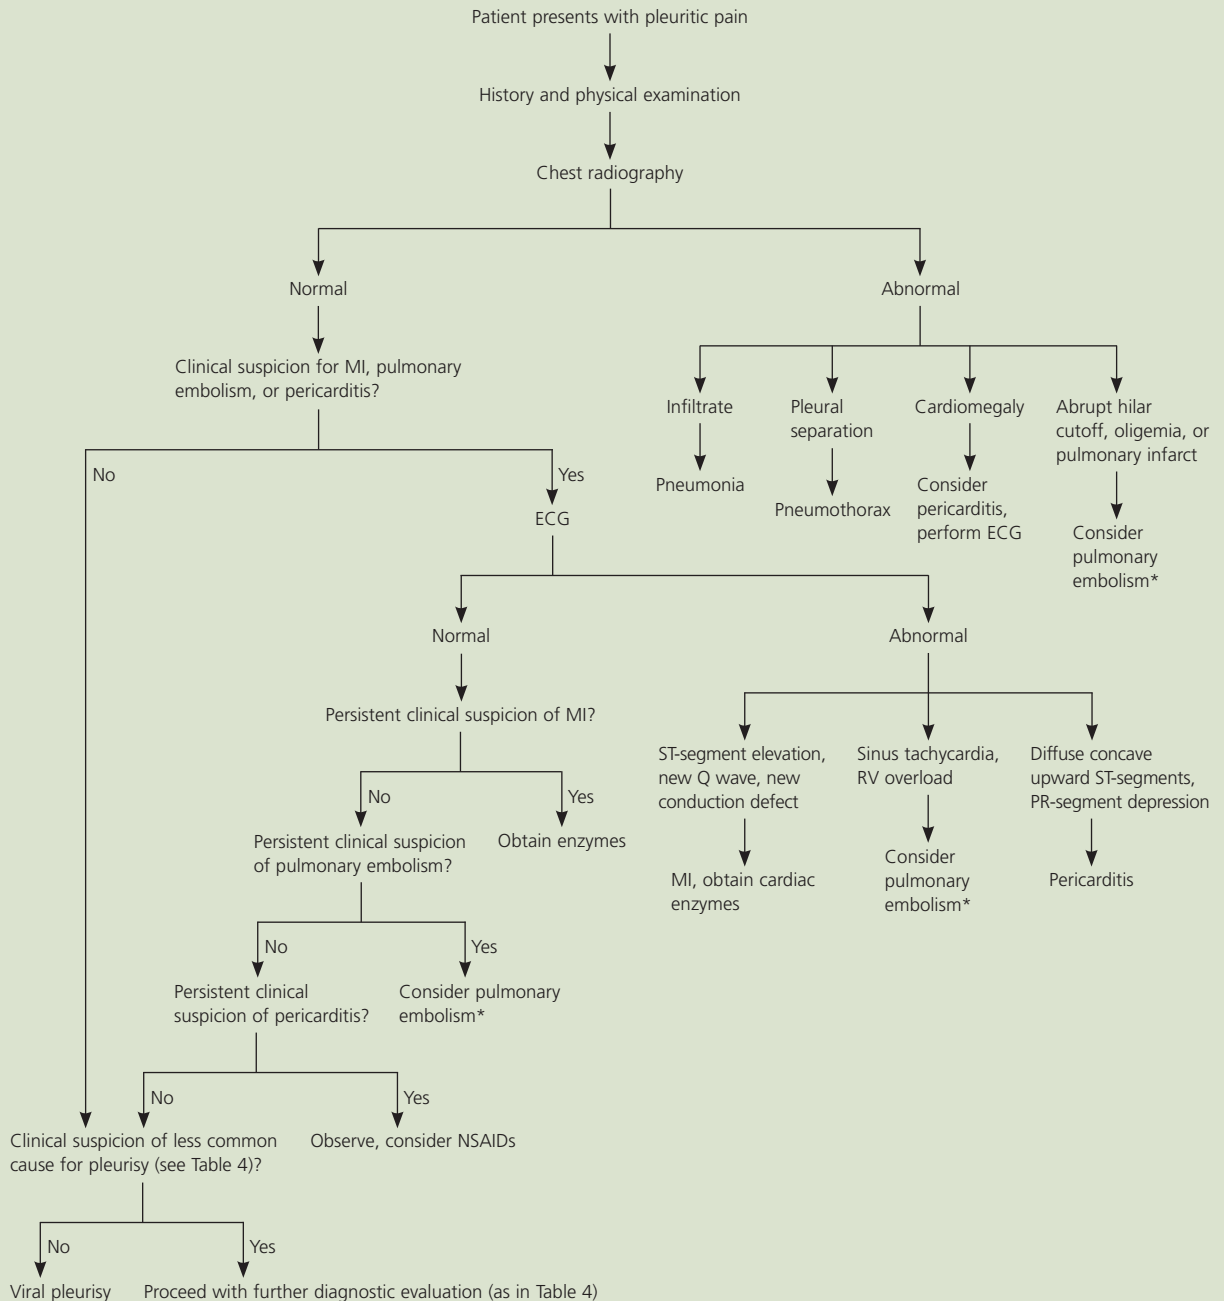 Patient presents with pleuritic pain
History and physical examination
Chest radiography
Normal
Abnormal
Clinical suspicion for MI, pulmonary
embolism, or pericarditis?
Infiltrate
Pneumonia
Pleural
separation
Pneumothorax
Cardiomegaly
Consider
pericarditis,
perform ECG
Abrupt hilar
cutoff, oligemia, or
pulmonary infarct
Consider
pulmonary
embolism*
No
Yes
ECG
Normal
Abnormal
Persistent clinical suspicion of MI?
ST-segment elevation,
new Q wave, new
conduction defect
MI, obtain cardiac
enzymes
Sinus tachycardia,
RV overload
Consider
pulmonary
embolism*
Diffuse concave
upward ST-segments,
PR-segment depression
Pericarditis
No
Yes
Persistent clinical suspicion
of pulmonary embolism?
Obtain enzymes
No
Yes
Persistent clinical
suspicion of pericarditis?
Consider pulmonary
embolism*
No
Yes
Clinical suspicion of less common
cause for pleurisy (see Table 4)?
Observe, consider NSAIDs
No
Yes
Viral pleurisy
Proceed with further diagnostic evaluation (as in Table 4)